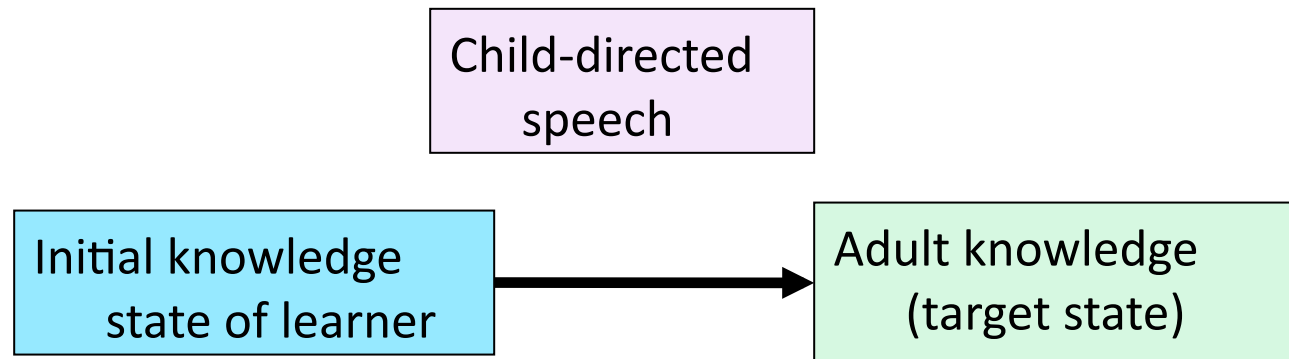 Child-directed
speech
Initial knowledge
state of learner
Adult knowledge
(target state)